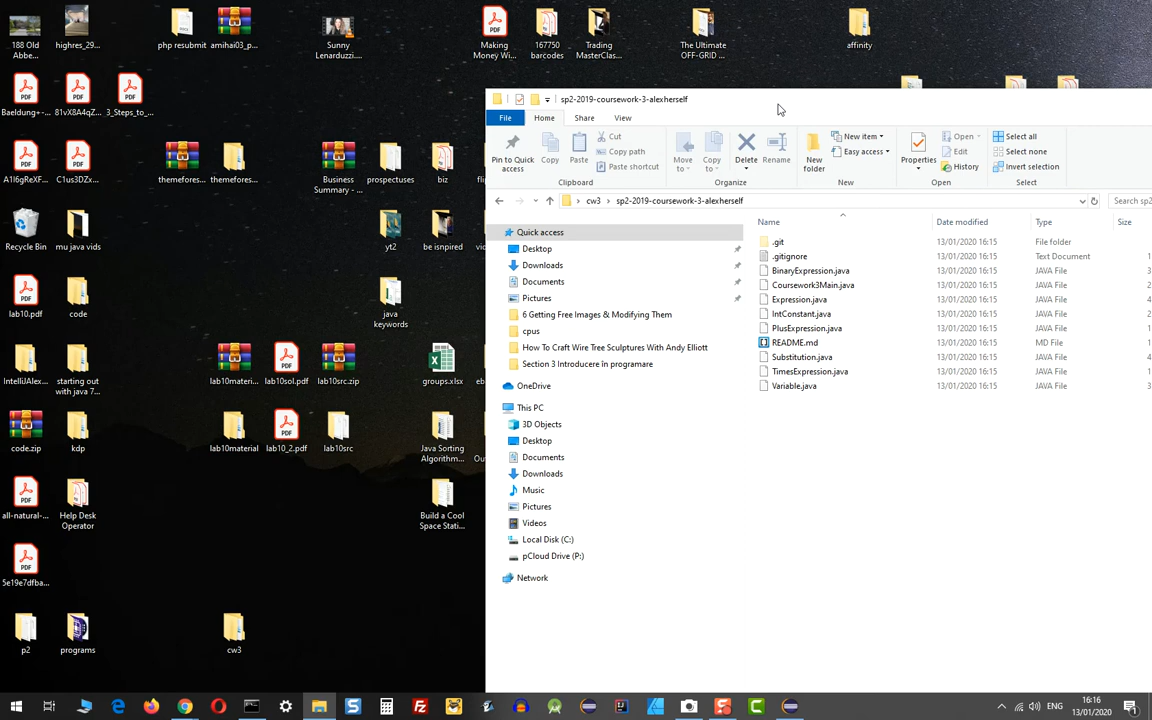 188 Old Abbe...
highres_29...
php resubmit
amihai03_p...
Sunny Lenarduzzi....
Making Money Wi...
167750 barcodes
Trading MasterClas...
The Ultimate OFF-GRID ...
affinity
Baeldung+-...
81vX8A4qZ...
3_Steps_to_...
A1l6gReXF...
C1us3DZx...
themefores...
themefores...
Business Summary - ...
prospectuses
biz
Recycle Bin
mu java vids
yt2
be isnpired
lab10.pdf
code
java keywords
IntelliJAlex...
starting out with java 7...
lab10materi...
lab10sol.pdf
lab10src.zip
groups.xlsx
code.zip
kdp
lab10material
lab10_2.pdf
lab10src
Java Sorting Algorithm...
all-natural-...
Help Desk Operator
Build a Cool Space Stati...
5e19e7dfba...
p2
programs
cw3
sp2-2019-coursework-3-alexherself
File Home Share View
Pin to Quick access
Copy
Paste
Cut
Copy path
Paste shortcut
Move to
Copy to
Delete
Rename
New folder
New item
Easy access
Properties
Open
Edit
History
Select all
Select none
Invert selection
Clipboard Organize New Open Select
cw3 sp2-2019-coursework-3-alexherself
Search sp2
Quick access
Desktop
Downloads
Documents
Pictures
6 Getting Free Images & Modifying Them
cpus
How To Craft Wire Tree Sculptures With Andy Elliott
Section 3 Introducere în programare
OneDrive
This PC
3D Objects
Desktop
Documents
Downloads
Music
Pictures
Videos
Local Disk (C:)
pCloud Drive (P:)
Network
Name Date modified Type Size
.git 13/01/2020 16:15 File folder
.gitignore 13/01/2020 16:15 Text Document 1
BinaryExpression.java 13/01/2020 16:15 JAVA File 3
Coursework3Main.java 13/01/2020 16:15 JAVA File 2
Expression.java 13/01/2020 16:15 JAVA File 4
IntConstant.java 13/01/2020 16:15 JAVA File 2
PlusExpression.java 13/01/2020 16:15 JAVA File 4
README.md 13/01/2020 16:15 MD File 1
Substitution.java 13/01/2020 16:15 JAVA File 4
TimesExpression.java 13/01/2020 16:15 JAVA File 1
Variable.java 13/01/2020 16:15 JAVA File 3
ENG
16:16
13/01/2020